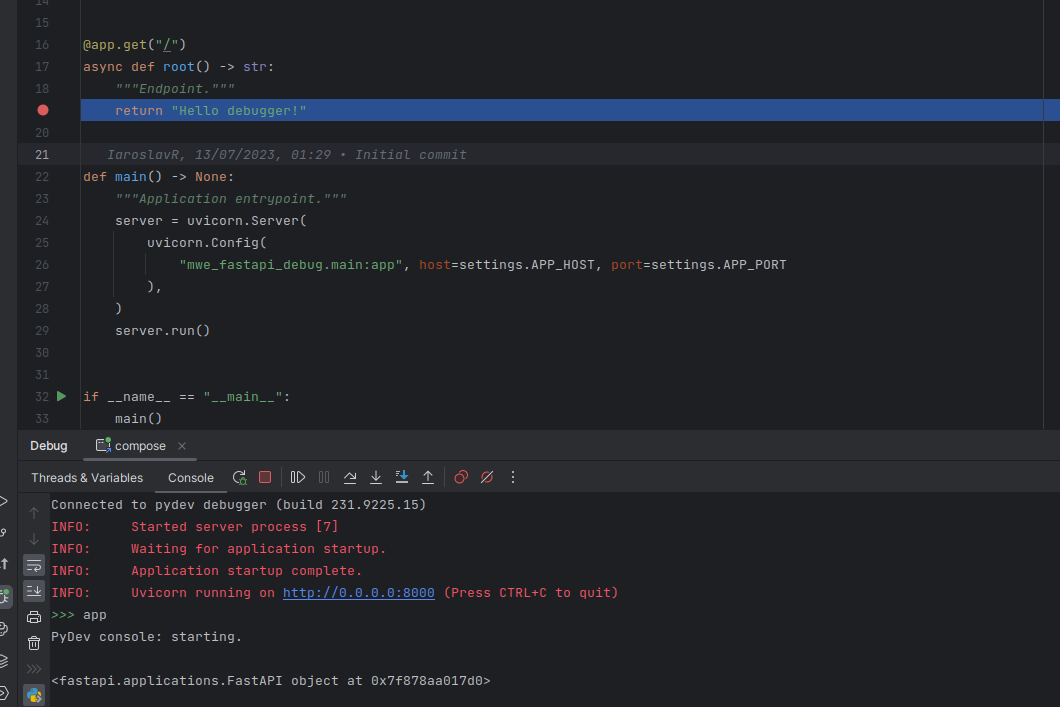 14
15
16 @app.get("/")
17 async def root() -> str:
18 """Endpoint."""
return "Hello debugger!"
20
21 IaroslavR, 13/07/2023, 01:29 • Initial commit
22 def main() -> None:
23 """Application entrypoint."""
24 server = uvicorn.Server(
25 uvicorn.Config(
26 "mwe_fastapi_debug.main:app", host=settings.APP_HOST, port=settings.APP_PORT
27 ),
28 )
29 server.run()
30
31
32 if __name__ == "__main__":
33 main()
Debug compose
Threads & Variables Console
Connected to pydev debugger (build 231.9225.15)
INFO: Started server process [7]
INFO: Waiting for application startup.
INFO: Application startup complete.
INFO: Uvicorn running on http://0.0.0.0:8000 (Press CTRL+C to quit)
>>> app
PyDev console: starting.
<fastapi.applications.FastAPI object at 0x7f878aa017d0>